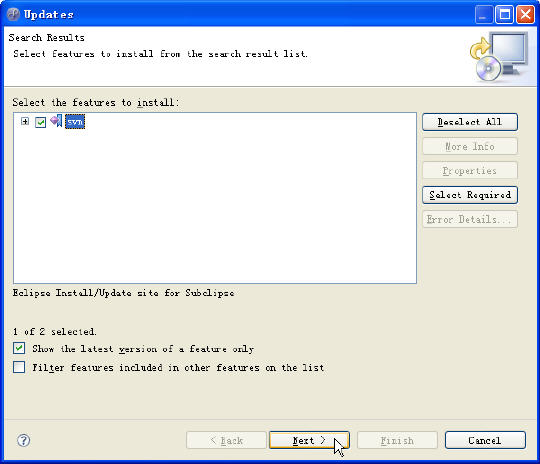 Updates
Search Results
Select features to install from the search result list.
Select the features to install:
svn
Deselect All
More Info
Properties
Select Required
Error Details...
Eclipse Install/Update site for Subclipse
1 of 2 selected.
Show the latest version of a feature only
Filter features included in other features on the list
< Back
Next >
Finish
Cancel